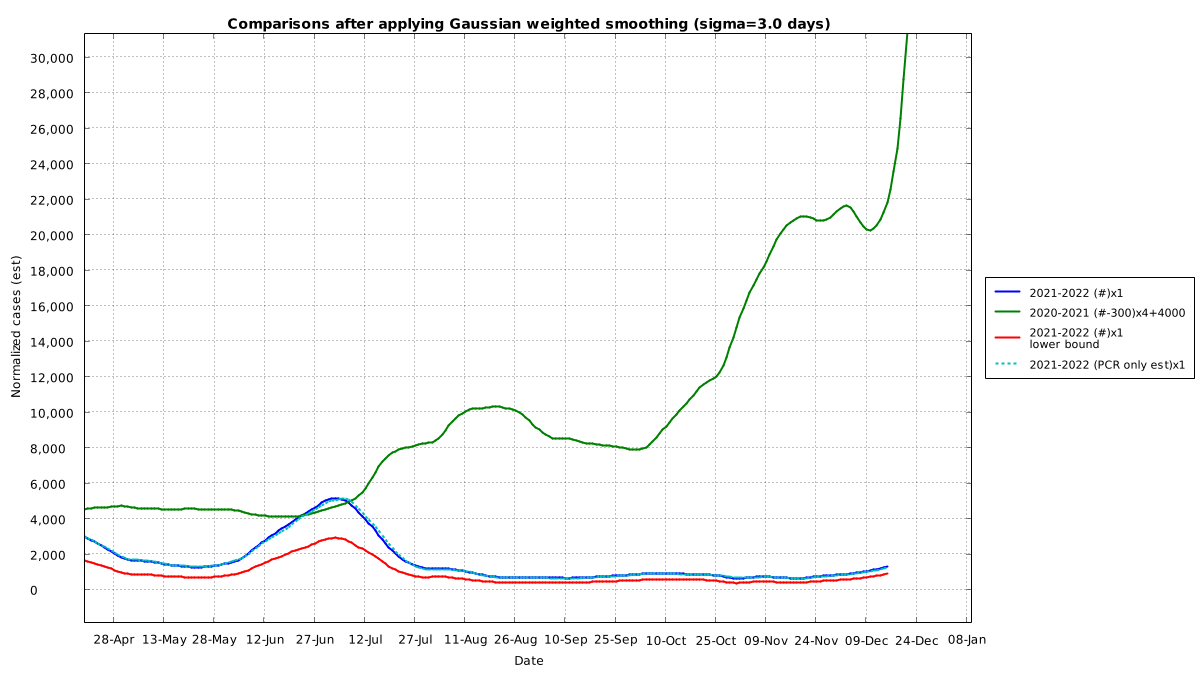 Comparisons after applying Gaussian weighted smoothing (sigma=3.0 days)
Normalized cases (est)
30,000
28,000
26,000
24,000
22,000
20,000
18,000
16,000
14,000
12,000
10,000
8,000
6,000
4,000
2,000
0
28-Apr 13-May 28-May 12-Jun 27-Jun 12-Jul 27-Jul 11-Aug 26-Aug 10-Sep 25-Sep 10-Oct 25-Oct 09-Nov 24-Nov 09-Dec 24-Dec 08-Jan
Date
2021-2022 (#)x1
2020-2021 (#-300)x4+4000
2021-2022 (#)x1
lower bound
2021-2022 (PCR only est)x1